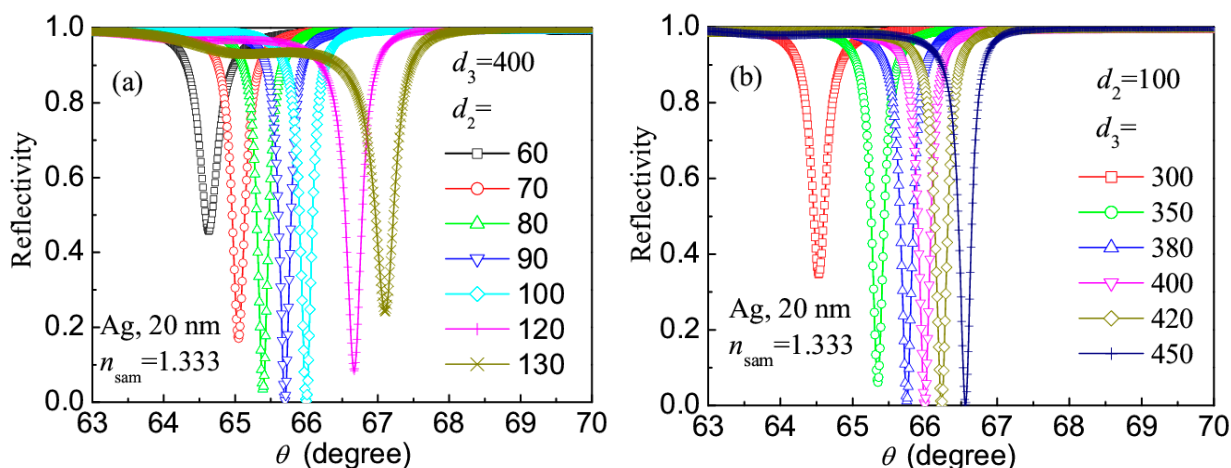 1.0
0.8
0.6
0.4
0.2
0.0
Reflectivity
(a)
d₃=400
d₂=
60
70
80
90
100
120
130
Ag, 20 nm
n_sam=1.333
63 64 65 66 67 68 69 70
θ (degree)
1.0
0.8
0.6
0.4
0.2
0.0
Reflectivity
(b)
d₂=100
d₃=
300
350
380
400
420
450
Ag, 20 nm
n_sam=1.333
63 64 65 66 67 68 69 70
θ (degree)